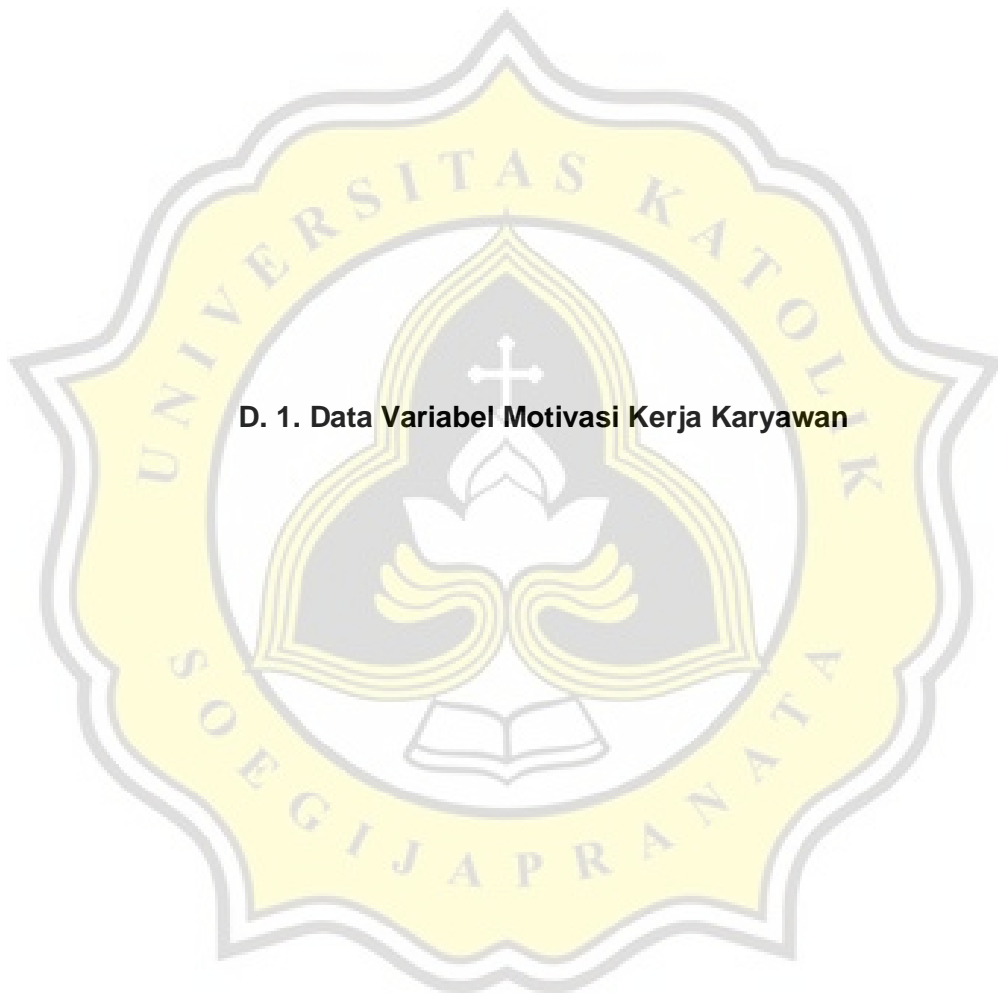 UNIVERSITAS KATOLIK
D. 1. Data Variabel Motivasi Kerja Karyawan
SOEGIJAPRANATA